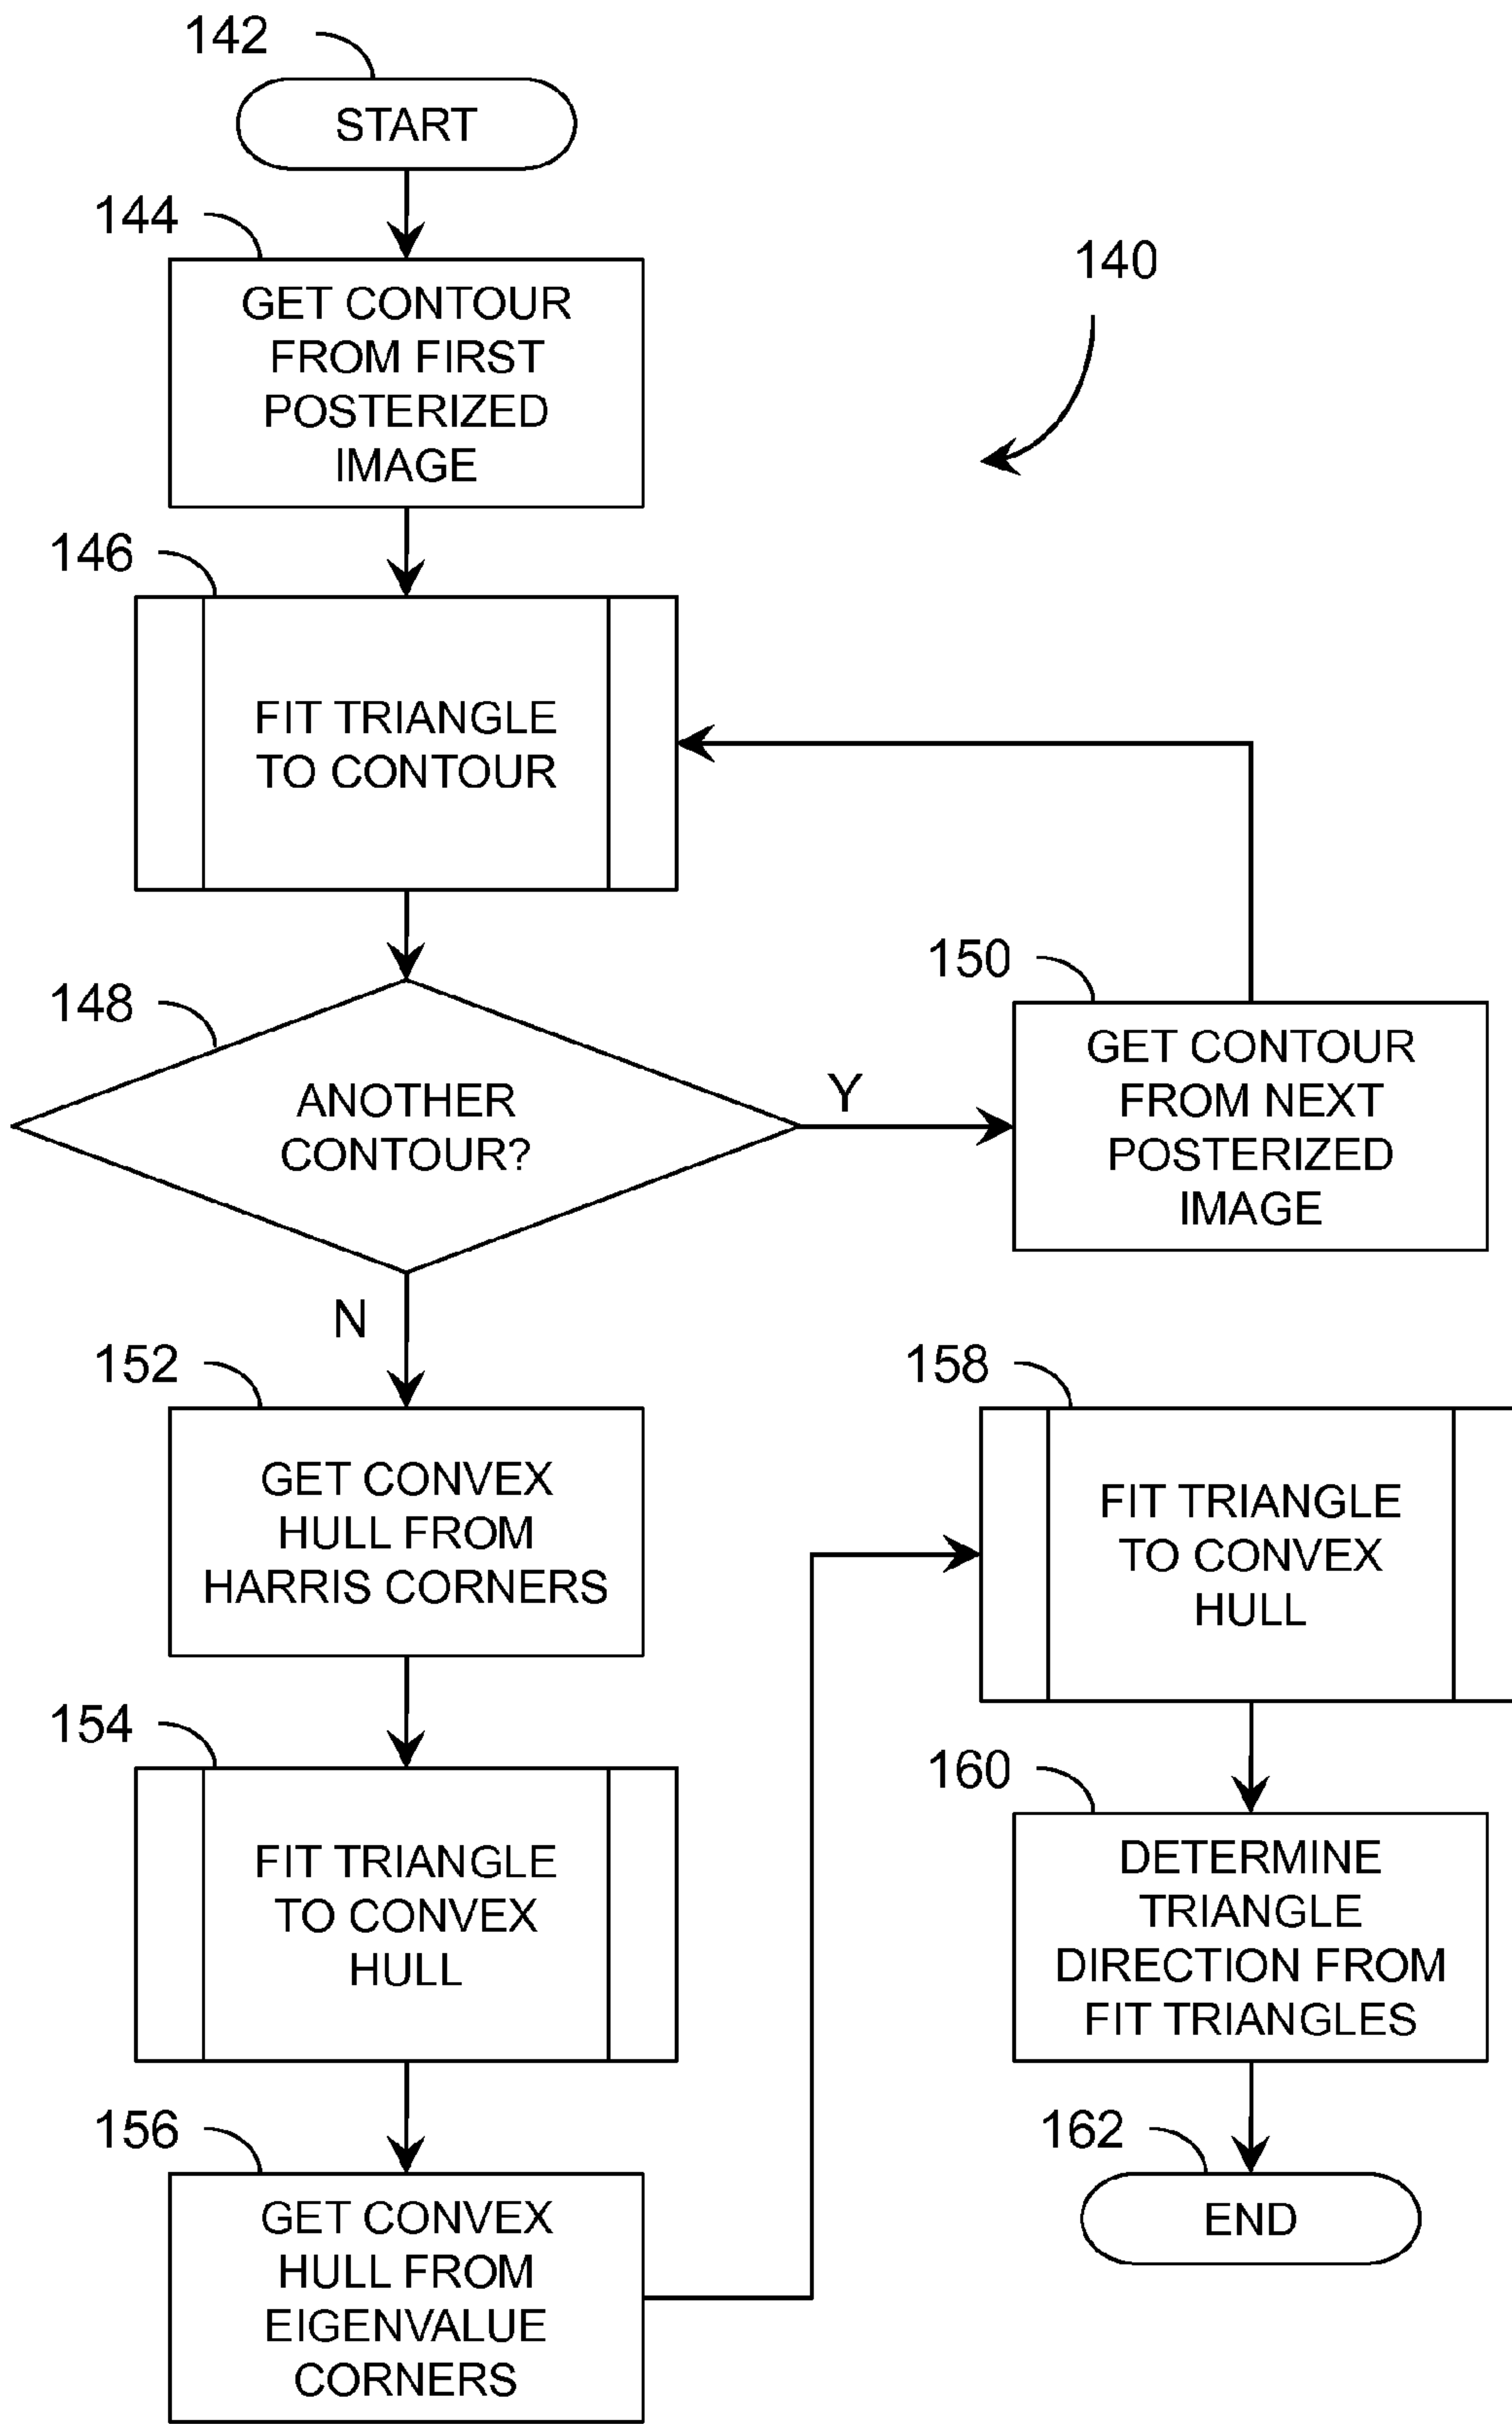 142
START
144
GET CONTOUR
FROM FIRST
POSTERIZED
IMAGE
140
146
FIT TRIANGLE
TO CONTOUR
148
ANOTHER
CONTOUR?
Y
150
GET CONTOUR
FROM NEXT
POSTERIZED
IMAGE
N
152
GET CONVEX
HULL FROM
HARRIS CORNERS
154
FIT TRIANGLE
TO CONVEX
HULL
156
GET CONVEX
HULL FROM
EIGENVALUE
CORNERS
158
FIT TRIANGLE
TO CONVEX
HULL
160
DETERMINE
TRIANGLE
DIRECTION FROM
FIT TRIANGLES
162
END